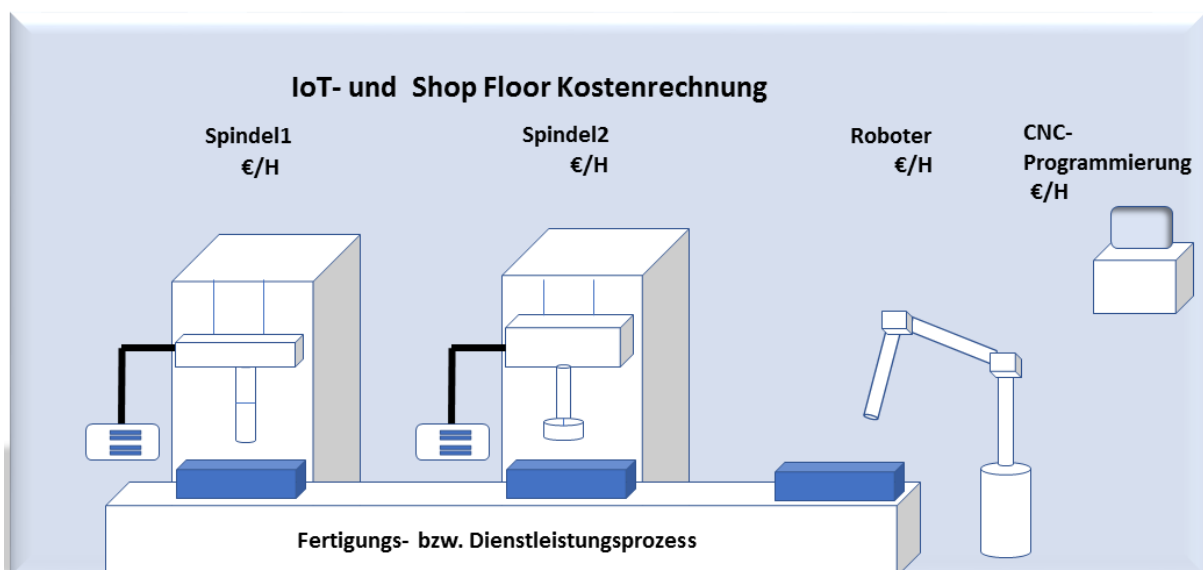 IoT- und Shop Floor Kostenrechnung
Spindel1
€/H
Spindel2
€/H
Roboter
€/H
CNC-
Programmierung
€/H
Fertigungs- bzw. Dienstleistungsprozess